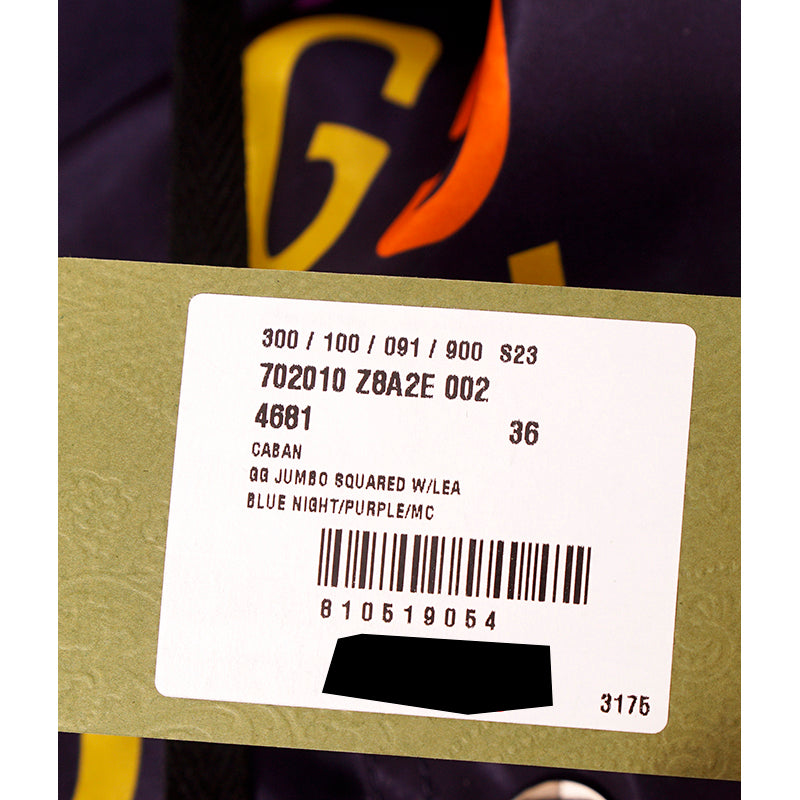 G
300 / 100 / 091 / 900 S23
702010 Z8A2E 002
4681 36
CABAN
GG JUMBO SQUARED W/LEA
BLUE NIGHT/PURPLE/MC
810519054
3175